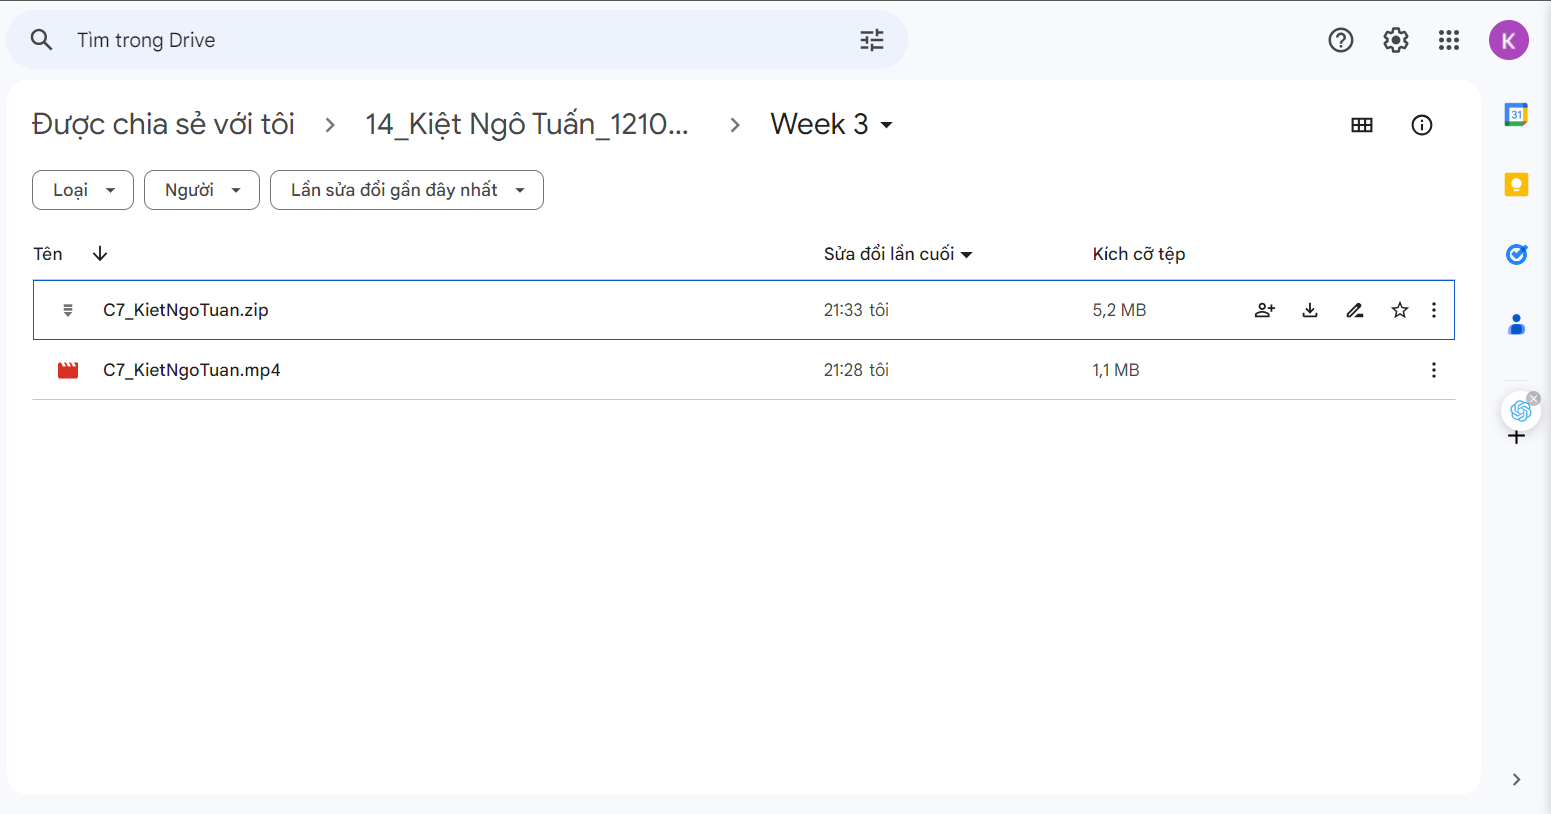 Tìm trong Drive
K
Được chia sẻ với tôi > 14_Kiệt Ngô Tuấn_1210... > Week 3
31
Loại Người Lần sửa đổi gần đây nhất
Tên Sửa đổi lần cuối Kích cỡ tệp
C7_KietNgoTuan.zip 21:33 tôi 5,2 MB
C7_KietNgoTuan.mp4 21:28 tôi 1,1 MB